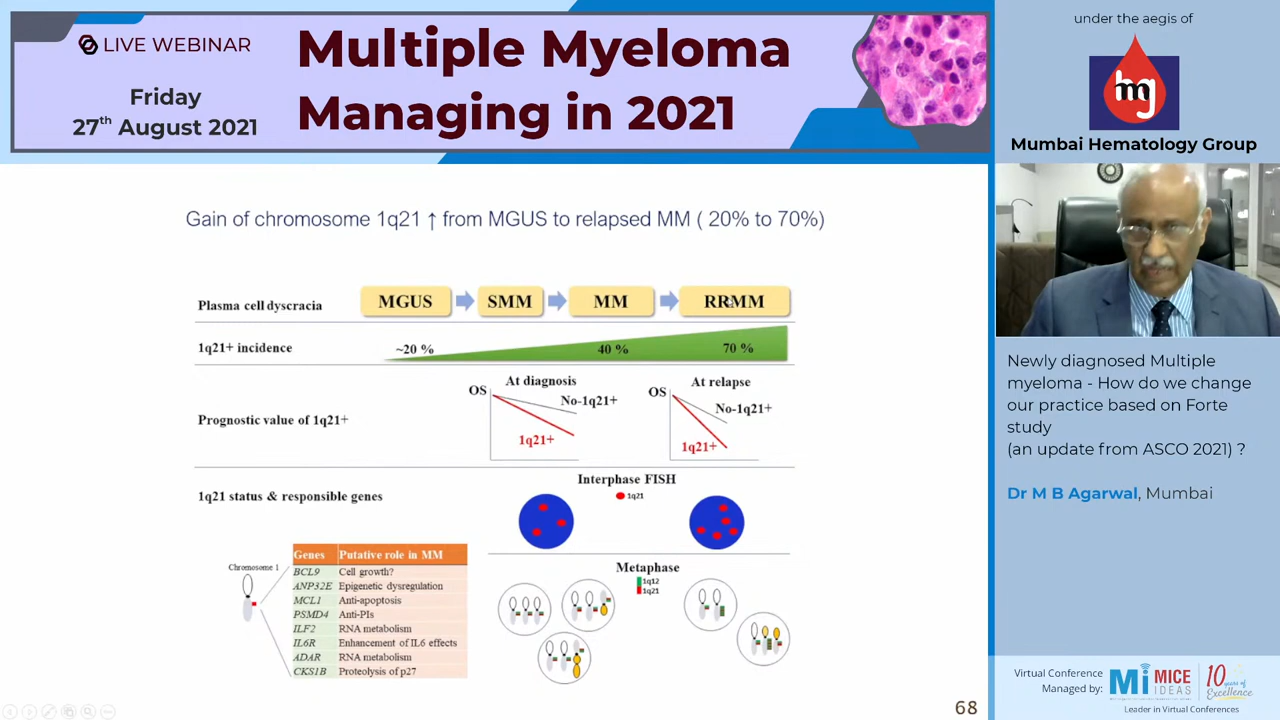 LIVE WEBINAR
Friday
27th August 2021
Multiple Myeloma
Managing in 2021
under the aegis of
hg
Mumbai Hematology Group
Gain of chromosome 1q21 ↑ from MGUS to relapsed MM ( 20% to 70%)
Plasma cell dyscracia
MGUS
SMM
MM
RRMM
1q21+ incidence
~20 %
40 %
70 %
Prognostic value of 1q21+
At diagnosis
OS
No-1q21+
1q21+
At relapse
OS
No-1q21+
1q21+
1q21 status & responsible genes
Interphase FISH
1q21
Metaphase
1q12
1q21
Chromosome 1
Genes Putative role in MM
BCL9 Cell growth?
ANP32E Epigenetic dysregulation
MCL1 Anti-apoptosis
PSMD4 Anti-PIs
ILF2 RNA metabolism
IL6R Enhancement of IL6 effects
ADAR RNA metabolism
CKS1B Proteolysis of p27
68
Newly diagnosed Multiple
myeloma - How do we change
our practice based on Forte
study
(an update from ASCO 2021) ?
Dr M B Agarwal, Mumbai
Virtual Conference
Managed by:
Mi MICE
IDEAS
10 years of
Excellence
Leader in Virtual Conferences